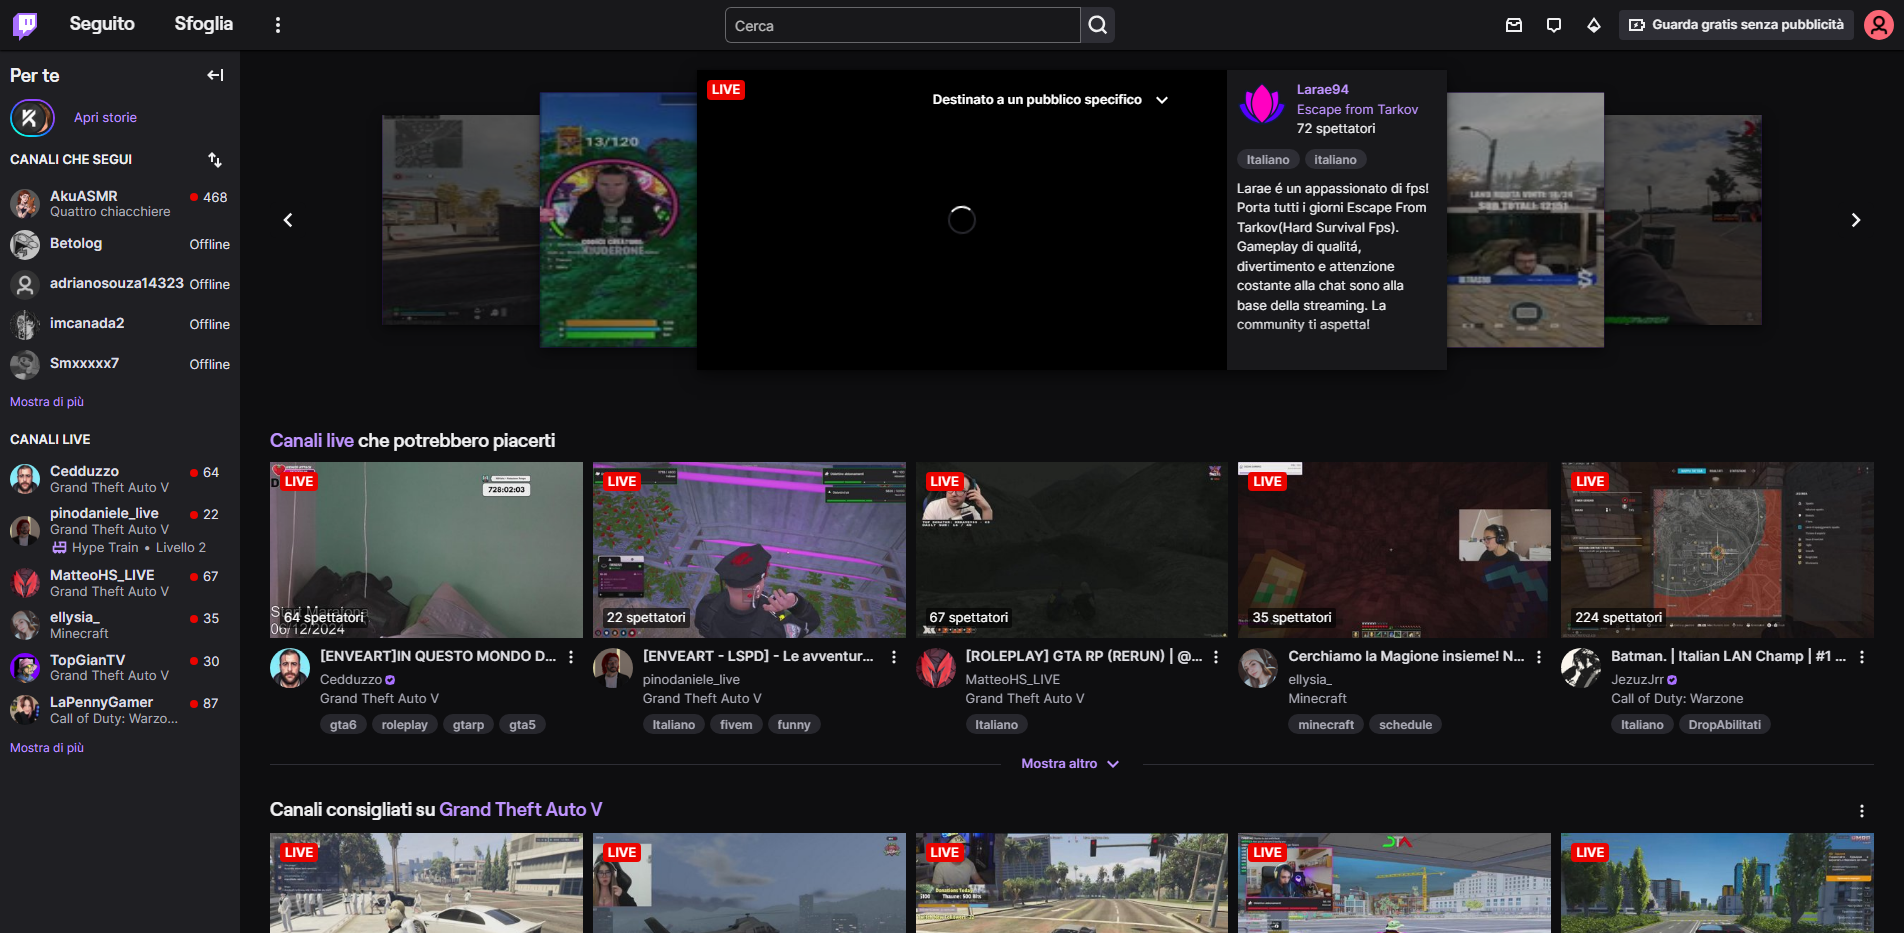 Seguito
Sfoglia
Cerca
Guarda gratis senza pubblicità
Per te
Apri storie
CANALI CHE SEGUI
AkuASMR
468
Quattro chiacchiere
Betolog
Offline
adrianosouza14323
Offline
imcanada2
Offline
Smxxxxx7
Offline
Mostra di più
CANALI LIVE
Cedduzzo
64
Grand Theft Auto V
pinodaniele_live
22
Grand Theft Auto V
Hype Train • Livello 2
MatteoHS_LIVE
67
Grand Theft Auto V
ellysia_
35
Minecraft
TopGianTV
30
Grand Theft Auto V
LaPennyGamer
87
Call of Duty: Warzo...
Mostra di più
13/120
LIVE
Destinato a un pubblico specifico
Larae94
Escape from Tarkov
72 spettatori
Italiano
italiano
Larae é un appassionato di fps!
Porta tutti i giorni Escape From
Tarkov(Hard Survival Fps).
Gameplay di qualitá,
divertimento e attenzione
costante alla chat sono alla
base della streaming. La
community ti aspetta!
Canali live che potrebbero piacerti
LIVE
728:02:03
Start Maratona
06/12/2024
64 spettatori
[ENVEART]IN QUESTO MONDO D...
Cedduzzo
Grand Theft Auto V
gta6
roleplay
gtarp
gta5
LIVE
22 spettatori
[ENVEART - LSPD] - Le avventur...
pinodaniele_live
Grand Theft Auto V
Italiano
fivem
funny
LIVE
67 spettatori
[ROLEPLAY] GTA RP (RERUN) | @...
MatteoHS_LIVE
Grand Theft Auto V
Italiano
LIVE
35 spettatori
Cerchiamo la Magione insieme! N...
ellysia_
Minecraft
minecraft
schedule
LIVE
224 spettatori
Batman. | Italian LAN Champ | #1 ...
JezuzJrr
Call of Duty: Warzone
Italiano
DropAbilitati
Mostra altro
Canali consigliati su Grand Theft Auto V
LIVE
LIVE
LIVE
LIVE
LIVE